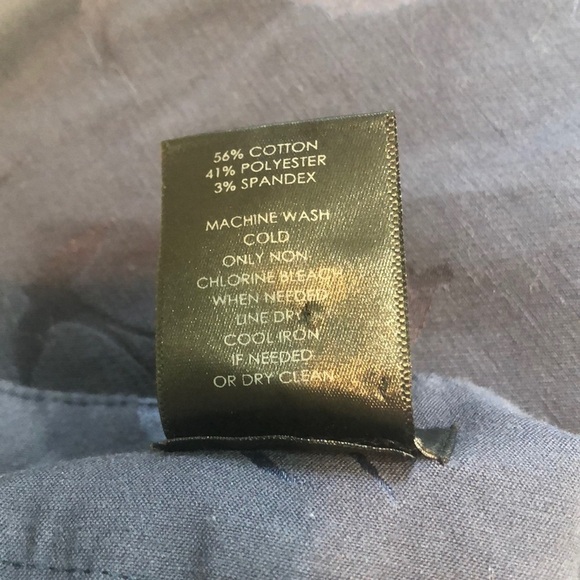 56% COTTON
41% POLYESTER
3% SPANDEX
MACHINE WASH
COLD
ONLY NON
CHLORINE BLEACH
WHEN NEEDED
LINE DRY
COOL IRON
IF NEEDED
OR DRY CLEAN